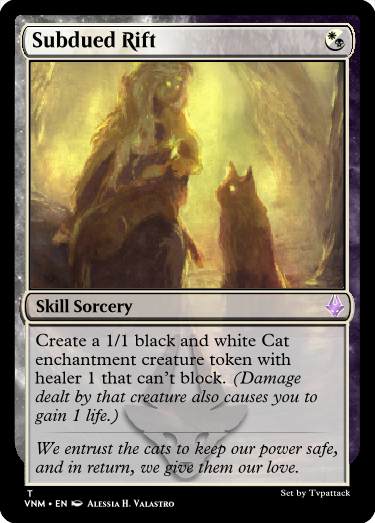 Subdued Rift
Skill Sorcery
Create a 1/1 black and white Cat
enchantment creature token with
healer 1 that can't block. (Damage
dealt by that creature also causes you to
gain 1 life.)
We entrust the cats to keep our power safe,
and in return, we give them our love.
T
VNM • EN Alessia H. Valastro
Set by Tvpattack